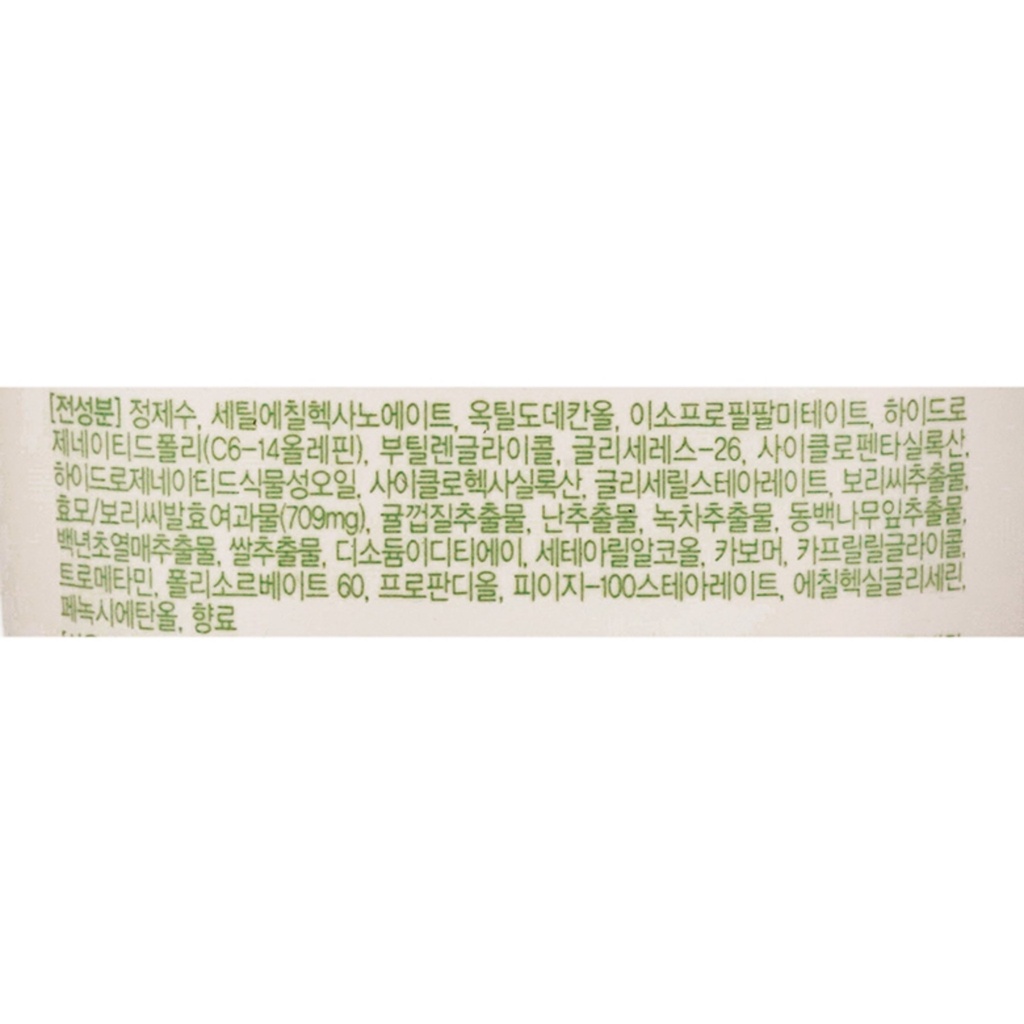 [전성분] 정제수, 세틸에칠헥사노에이트, 옥틸도데칸올, 이소프로필팔미테이트, 하이드로
제네이티드폴리(C6-14올레핀), 부틸렌글라이콜, 글리세레스-26, 사이클로펜타실록산,
하이드로제네이티드식물성오일, 사이클로헥사실록산, 글리세릴스테아레이트, 보리씨추출물,
효모/보리씨발효여과물(709mg), 귤껍질추출물, 난추출물, 녹차추출물, 동백나무잎추출물,
백년초열매추출물, 쌀추출물, 디소듐이디티에이, 세테아릴알코올, 카보머, 카프릴릴글라이콜,
트로메타민, 폴리소르베이트 60, 프로판디올, 피이지-100스테아레이트, 에칠헥실글리세린,
페녹시에탄올, 향료